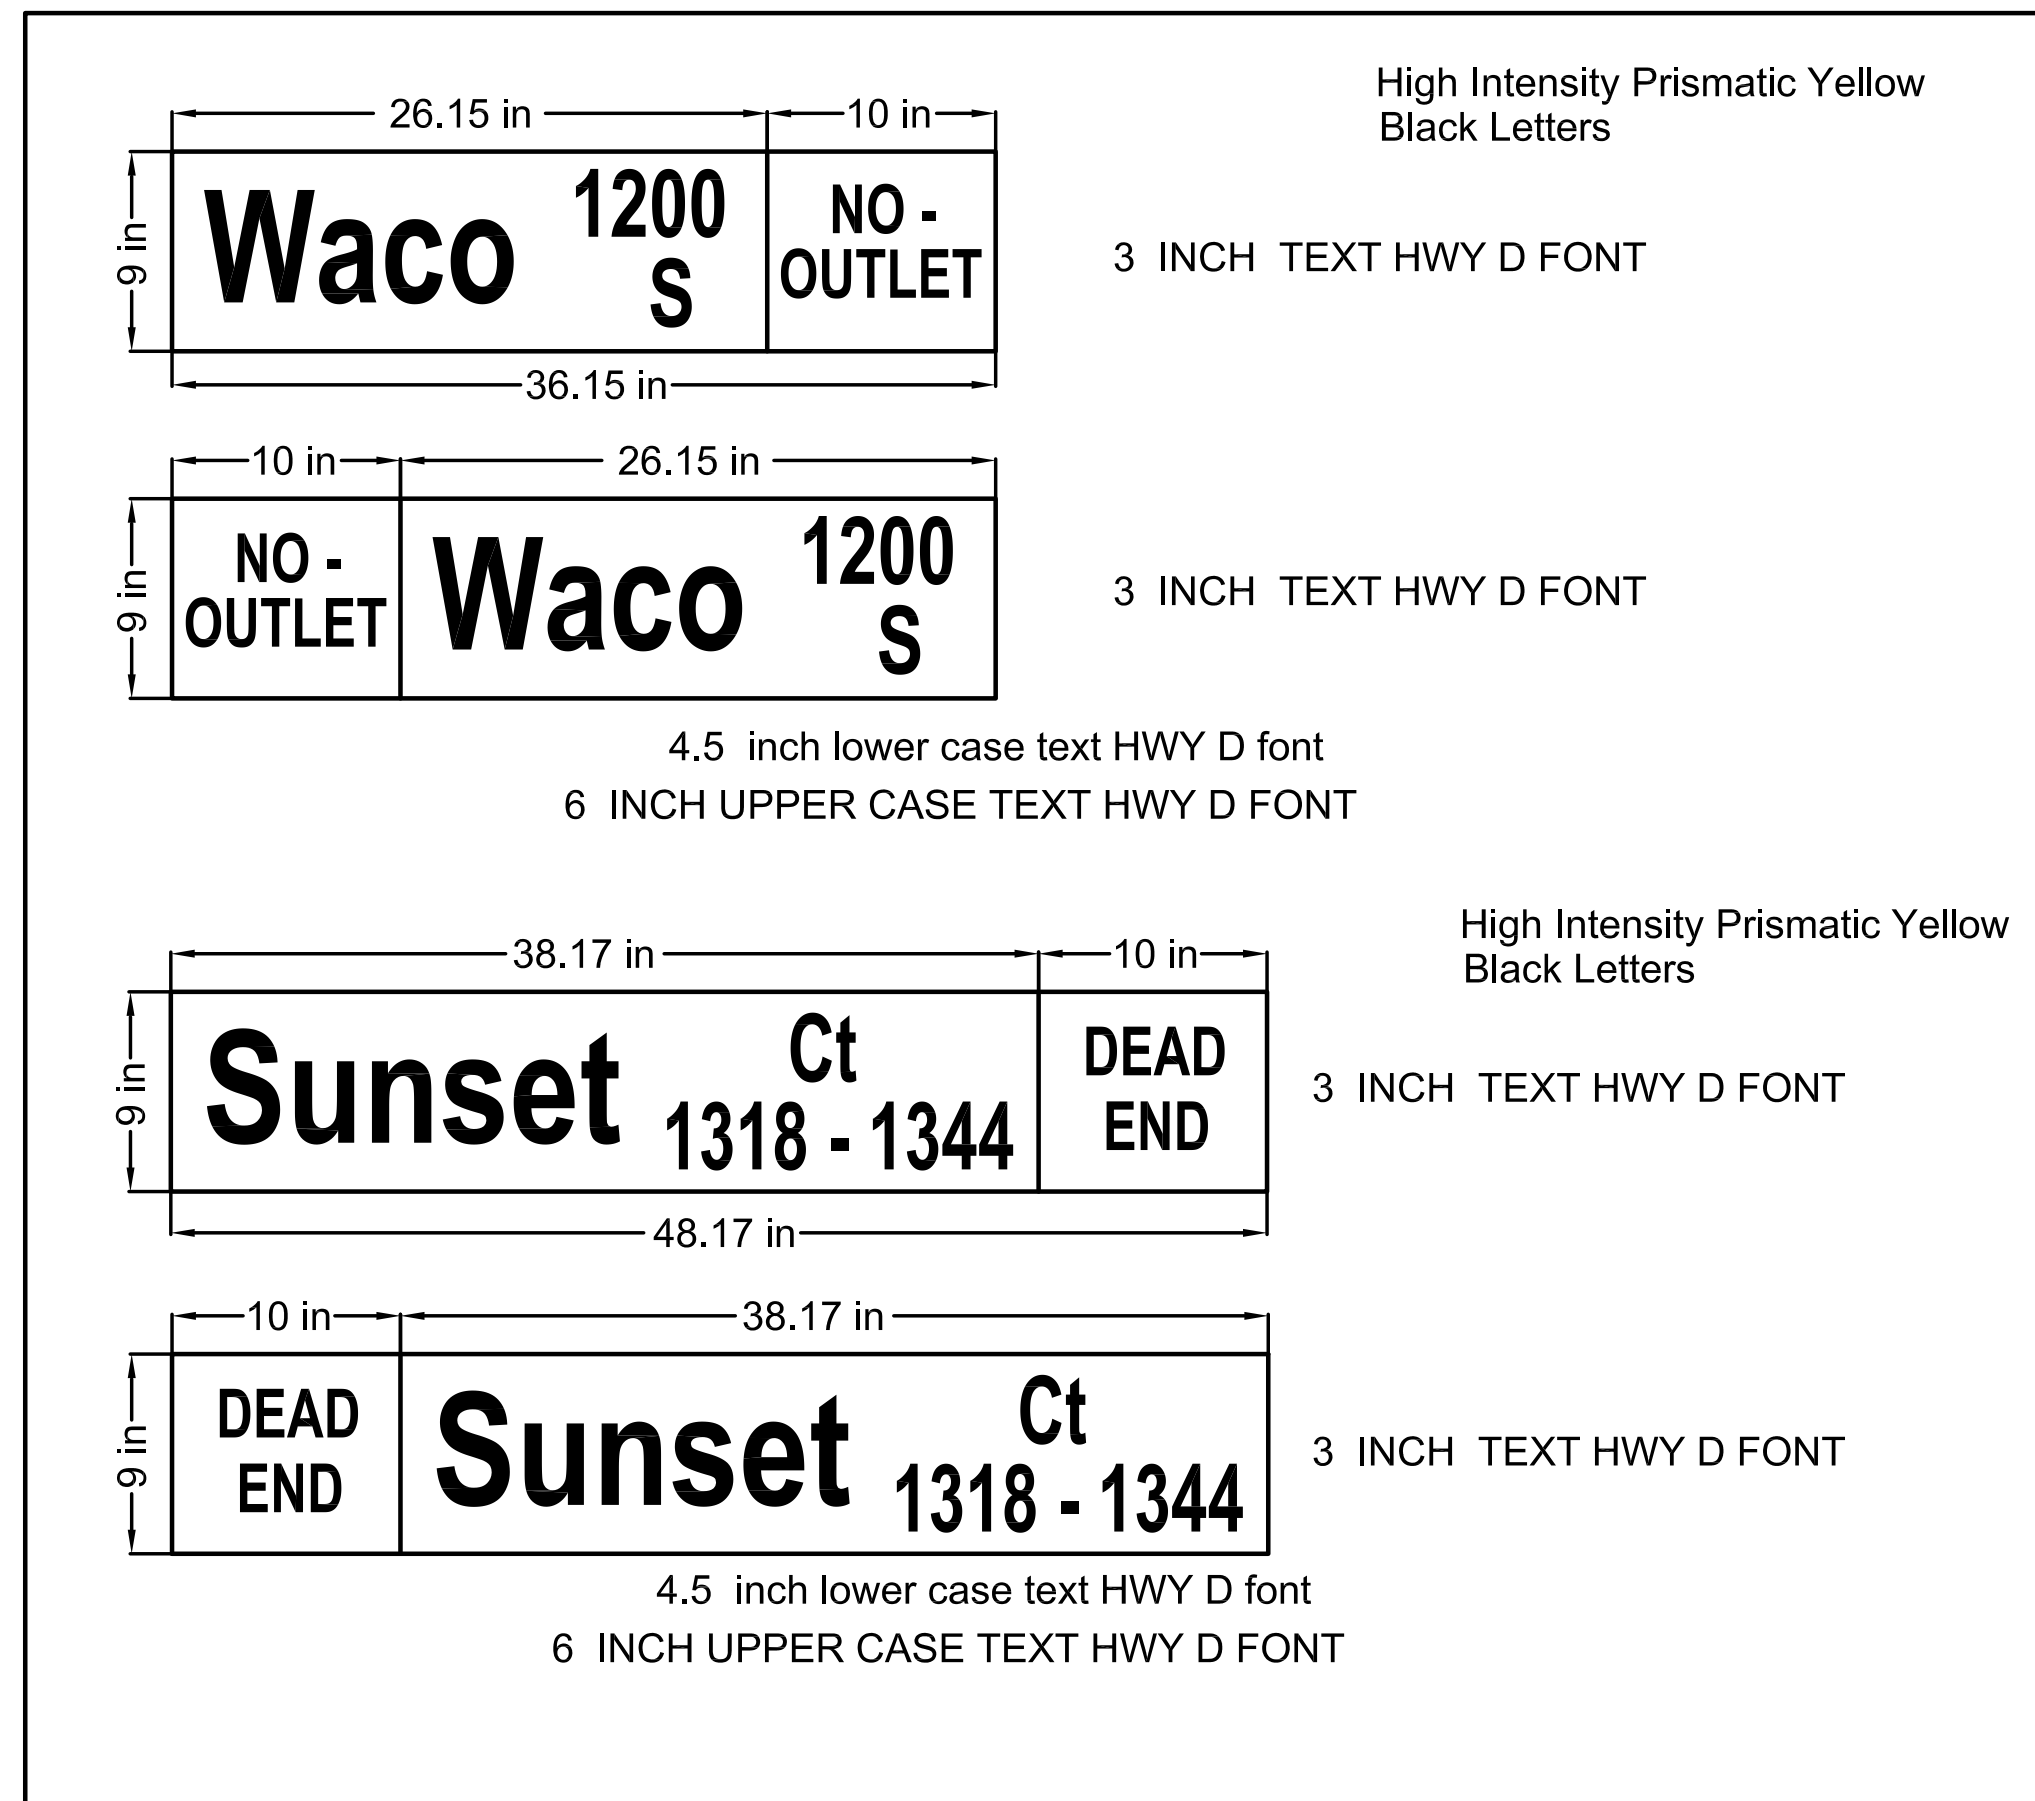 High Intensity Prismatic Yellow
Black Letters
26.15 in
10 in
9 in
Waco
1200
S
NO -
OUTLET
3 INCH TEXT HWY D FONT
36.15 in
10 in
26.15 in
9 in
NO -
OUTLET
Waco
1200
S
3 INCH TEXT HWY D FONT
4.5 inch lower case text HWY D font
6 INCH UPPER CASE TEXT HWY D FONT
High Intensity Prismatic Yellow
Black Letters
38.17 in
10 in
9 in
Sunset
Ct
1318 - 1344
DEAD
END
3 INCH TEXT HWY D FONT
48.17 in
10 in
38.17 in
9 in
DEAD
END
Sunset
Ct
1318 - 1344
3 INCH TEXT HWY D FONT
4.5 inch lower case text HWY D font
6 INCH UPPER CASE TEXT HWY D FONT